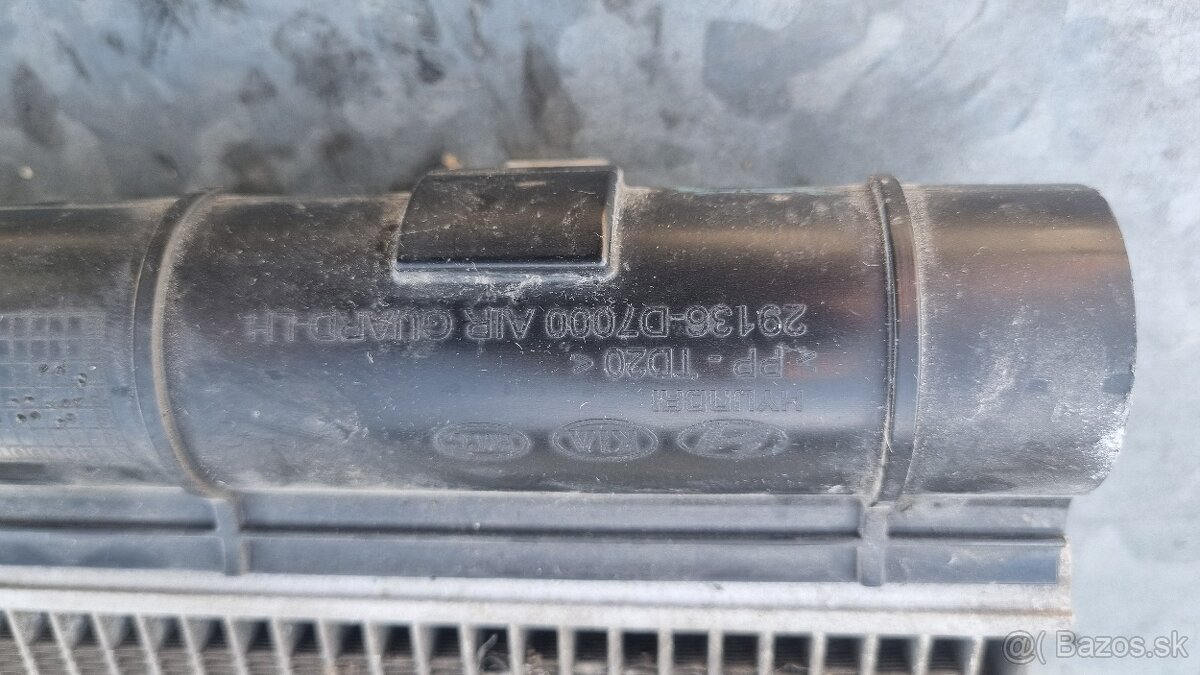 HYUNDAI
>PP - TD20<
29136-D7000 AIR GUARD-LH
KIA
@( Bazos.sk